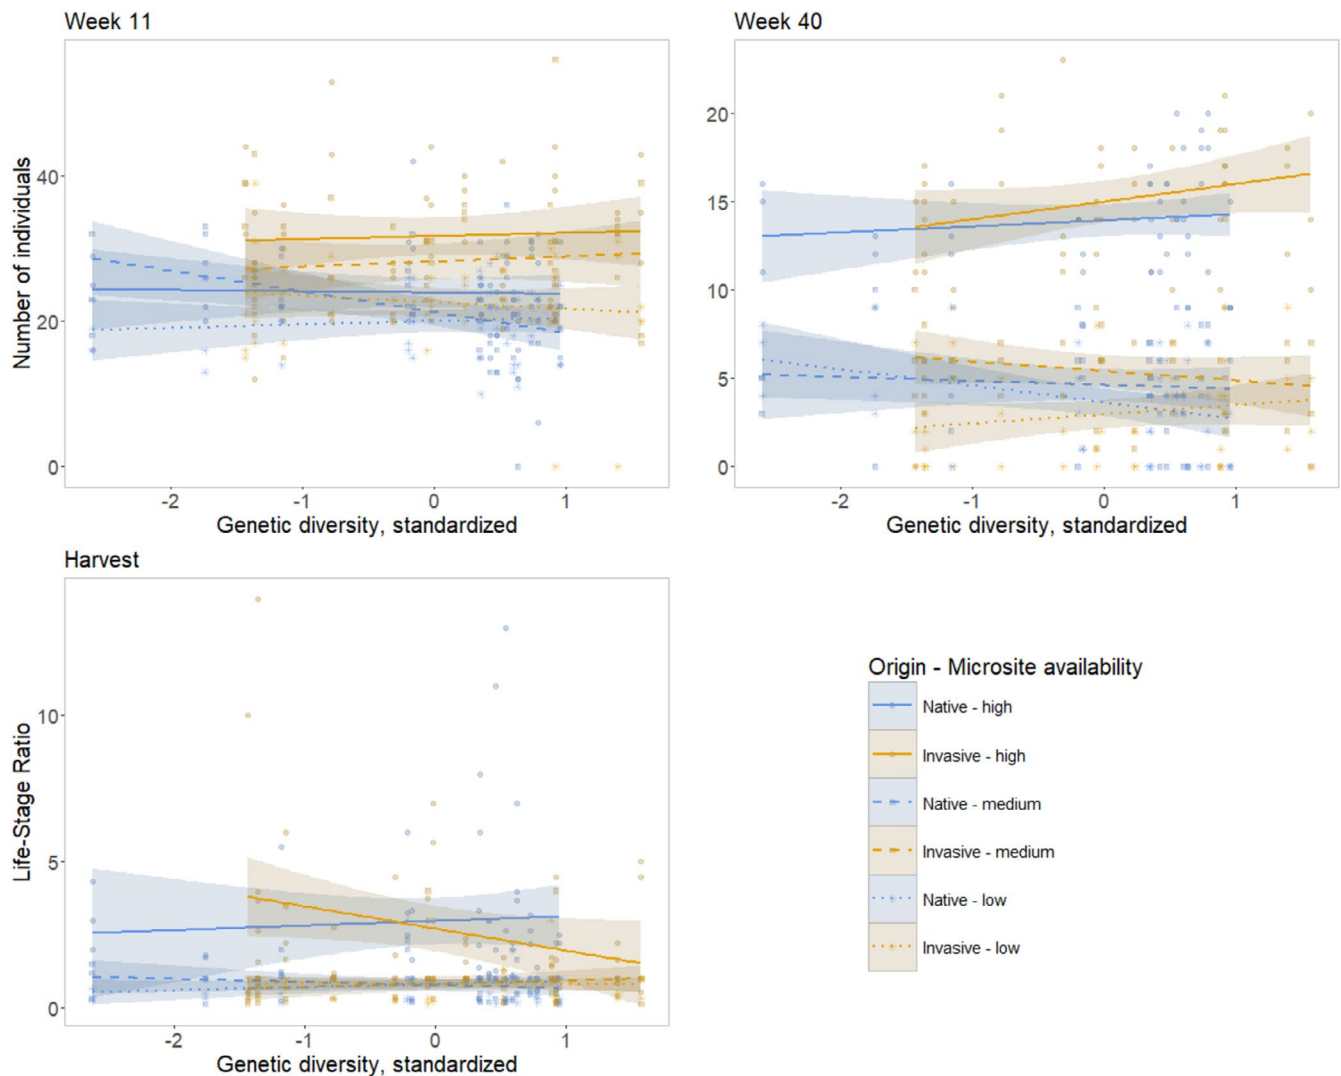 Week 11
Number of individuals
40
20
0
-2 -1 0 1
Genetic diversity, standardized
Week 40
20
15
10
5
0
-2 -1 0 1
Genetic diversity, standardized
Harvest
Life-Stage Ratio
10
5
0
-2 -1 0 1
Genetic diversity, standardized
Origin - Microsite availability
Native - high
Invasive - high
Native - medium
Invasive - medium
Native - low
Invasive - low